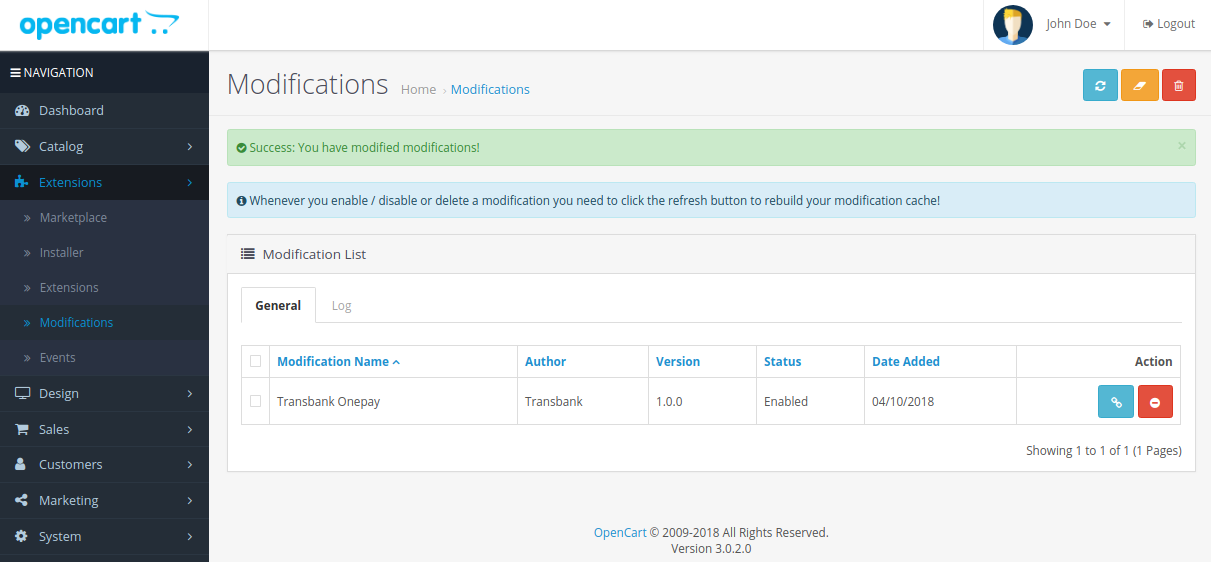 opencart
John Doe
Logout
NAVIGATION
Dashboard
Catalog
Extensions
Marketplace
Installer
Extensions
Modifications
Events
Design
Sales
Customers
Marketing
System
Modifications Home › Modifications
Success: You have modified modifications! ×
Whenever you enable / disable or delete a modification you need to click the refresh button to rebuild your modification cache!
Modification List
General Log
Modification Name Author Version Status Date Added Action
Transbank Onepay Transbank 1.0.0 Enabled 04/10/2018
Showing 1 to 1 of 1 (1 Pages)
OpenCart © 2009-2018 All Rights Reserved.
Version 3.0.2.0